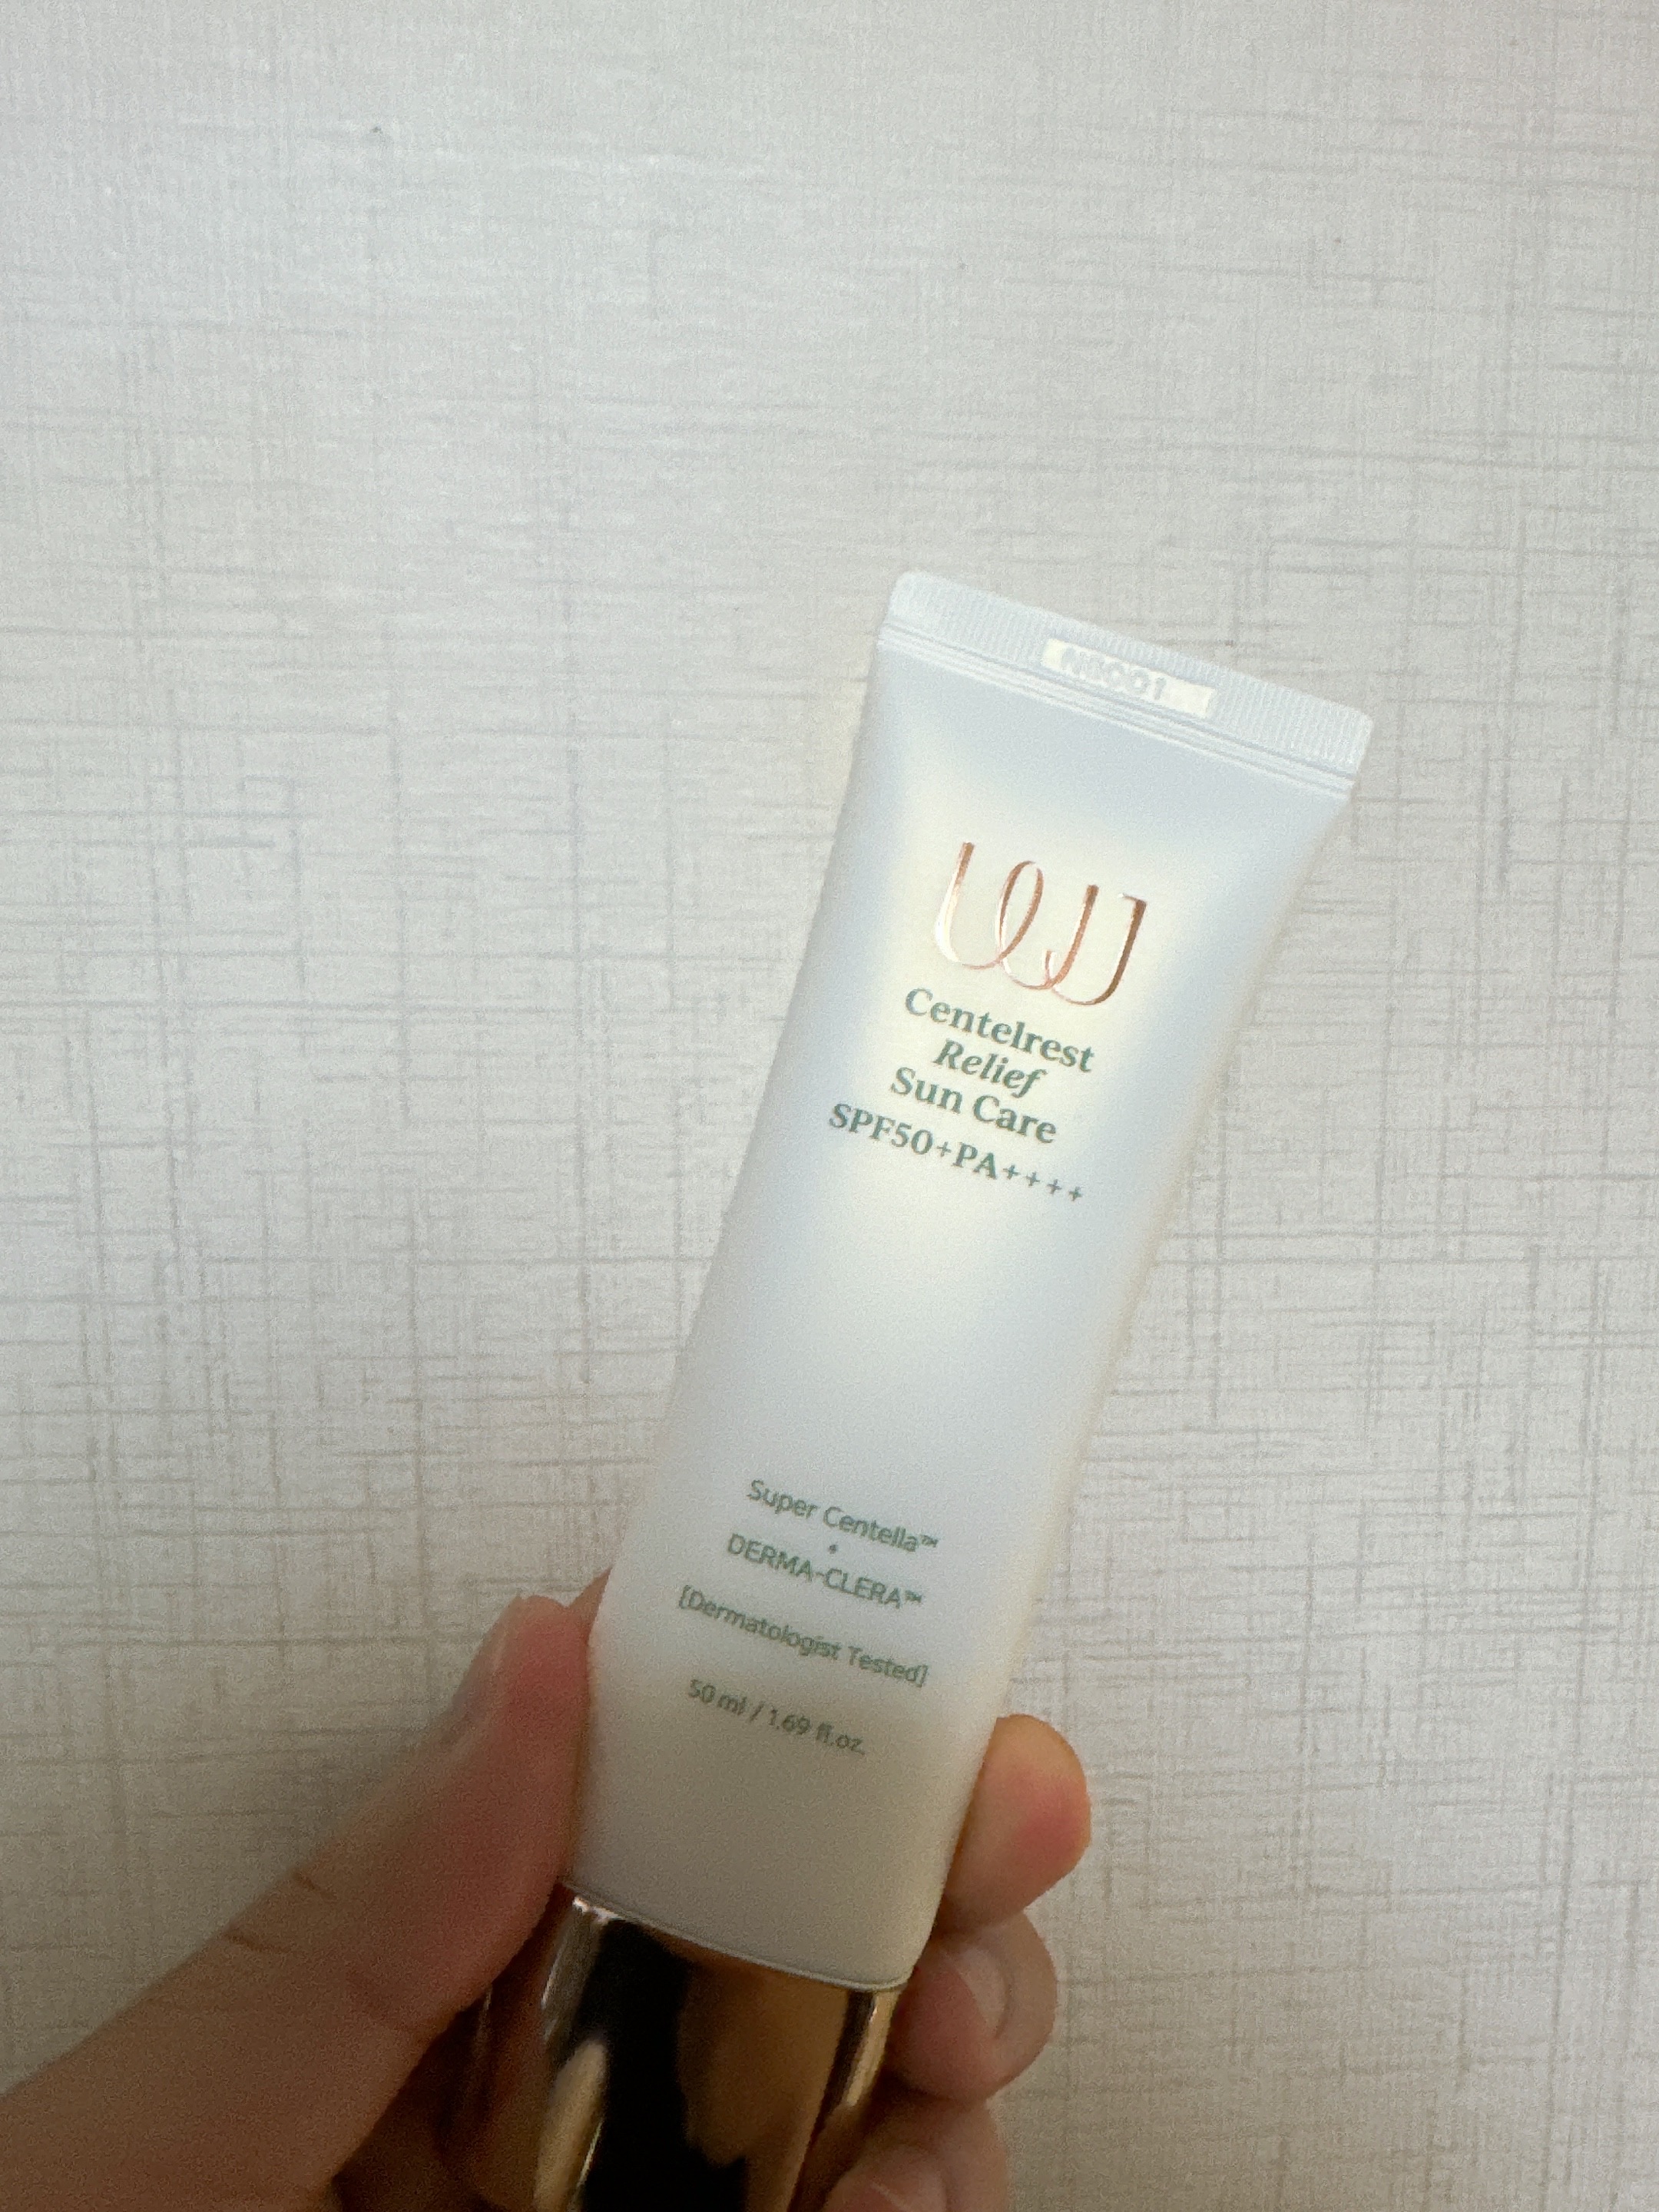 Centelrest
Relief
Sun Care
SPF50+PA++++
Super Centella™
+
DERMA-CLERA™
[Dermatologist Tested]
50 ml / 1.69 fl.oz.